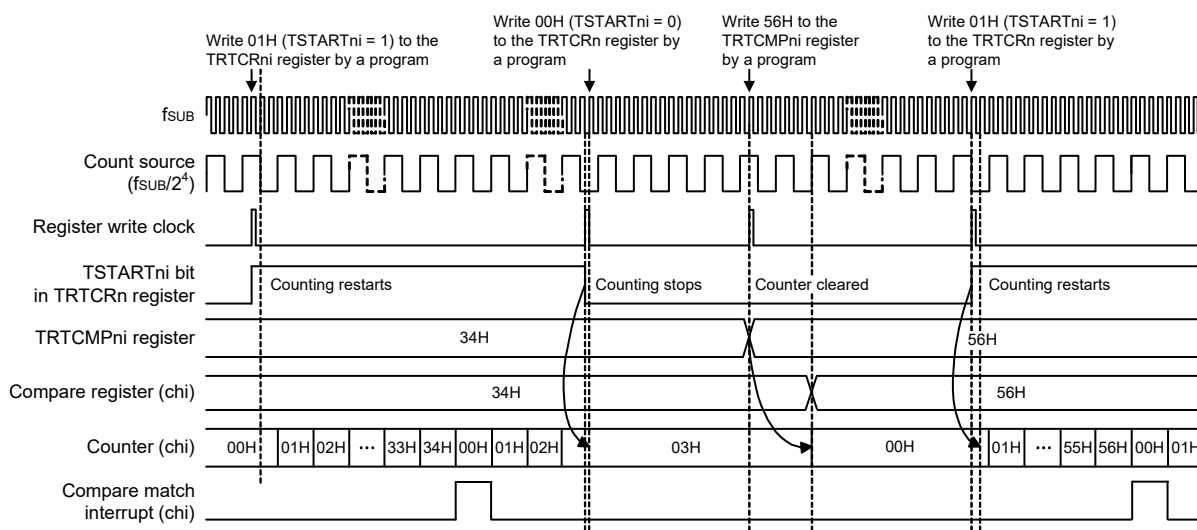 Write 01H (TSTARTni = 1) to the
TRTCRni register by a program
Write 00H (TSTARTni = 0)
to the TRTCRn register by
a program
Write 56H to the
TRTCMPni register
by a program
Write 01H (TSTARTni = 1)
to the TRTCRn register by
a program
fSUB
Count source
(fSUB/2⁴)
Register write clock
TSTARTni bit
in TRTCRn register
Counting restarts
Counting stops
Counter cleared
Counting restarts
TRTCMPni register
34H
56H
Compare register (chi)
34H
56H
Counter (chi)
00H 01H 02H ... 33H 34H 00H 01H 02H 03H 00H 01H ... 55H 56H 00H 01H
Compare match
interrupt (chi)